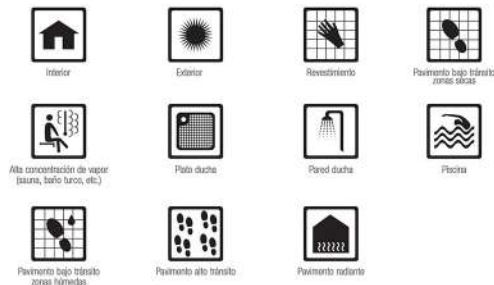 Interior
Exterior
Revestimiento
Pavimento bajo tránsito
zonas secas
Alta concentración de vapor
(sauna, baño turco, etc.)
Plato ducha
Pared ducha
Piscina
Pavimento bajo tránsito
zonas húmedas
Pavimento alto tránsito
Pavimento radiante